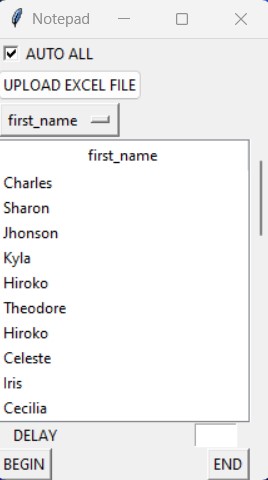 Notepad
AUTO ALL
UPLOAD EXCEL FILE
first_name
first_name
Charles
Sharon
Jhonson
Kyla
Hiroko
Theodore
Hiroko
Celeste
Iris
Cecilia
DELAY
BEGIN END